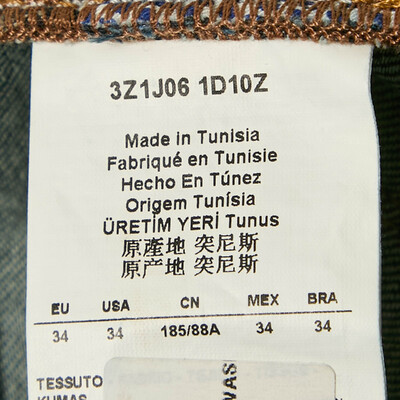 3Z1J06 1D10Z
Made in Tunisia
Fabriqué en Tunisie
Hecho En Túnez
Origem Tunísia
ÜRETİM YERİ Tunus
原產地 突尼斯
原产地 突尼斯
EU USA CN MEX BRA
34 34 185/88A 34 34
TESSUTO
KUMAŞ